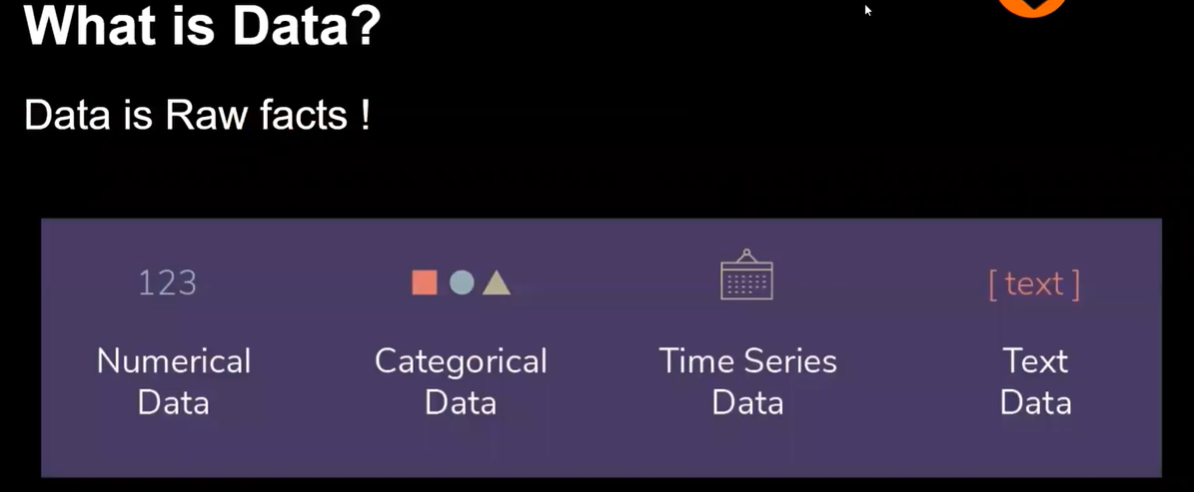 What is Data?
Data is Raw facts !
123
[ text ]
Numerical
Data
Categorical
Data
Time Series
Data
Text
Data